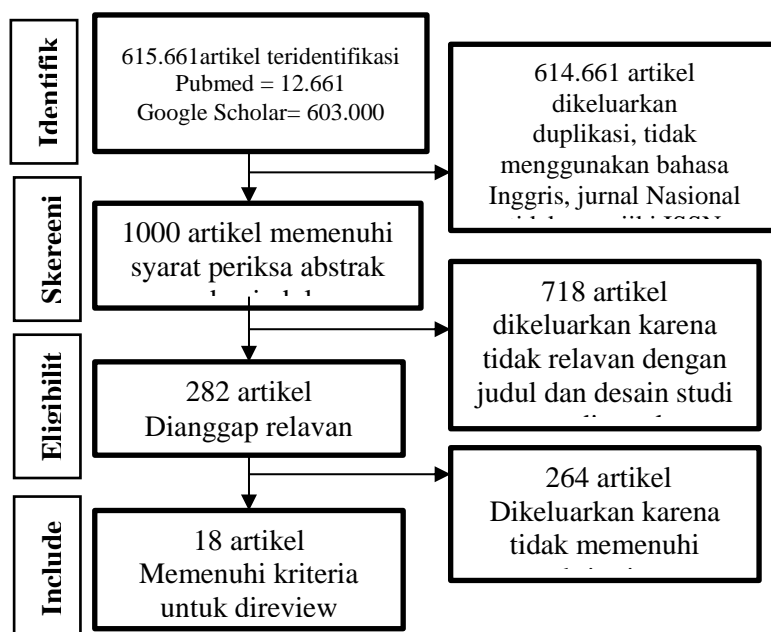 Identifik
615.661artikel teridentifikasi
Pubmed = 12.661
Google Scholar= 603.000
614.661 artikel
dikeluarkan
duplikasi, tidak
menggunakan bahasa
Inggris, jurnal Nasional
Skereeni
1000 artikel memenuhi
syarat periksa abstrak
718 artikel
dikeluarkan karena
tidak relavan dengan
judul dan desain studi
Eligibilit
282 artikel
Dianggap relavan
264 artikel
Dikeluarkan karena
tidak memenuhi
Include
18 artikel
Memenuhi kriteria
untuk direview